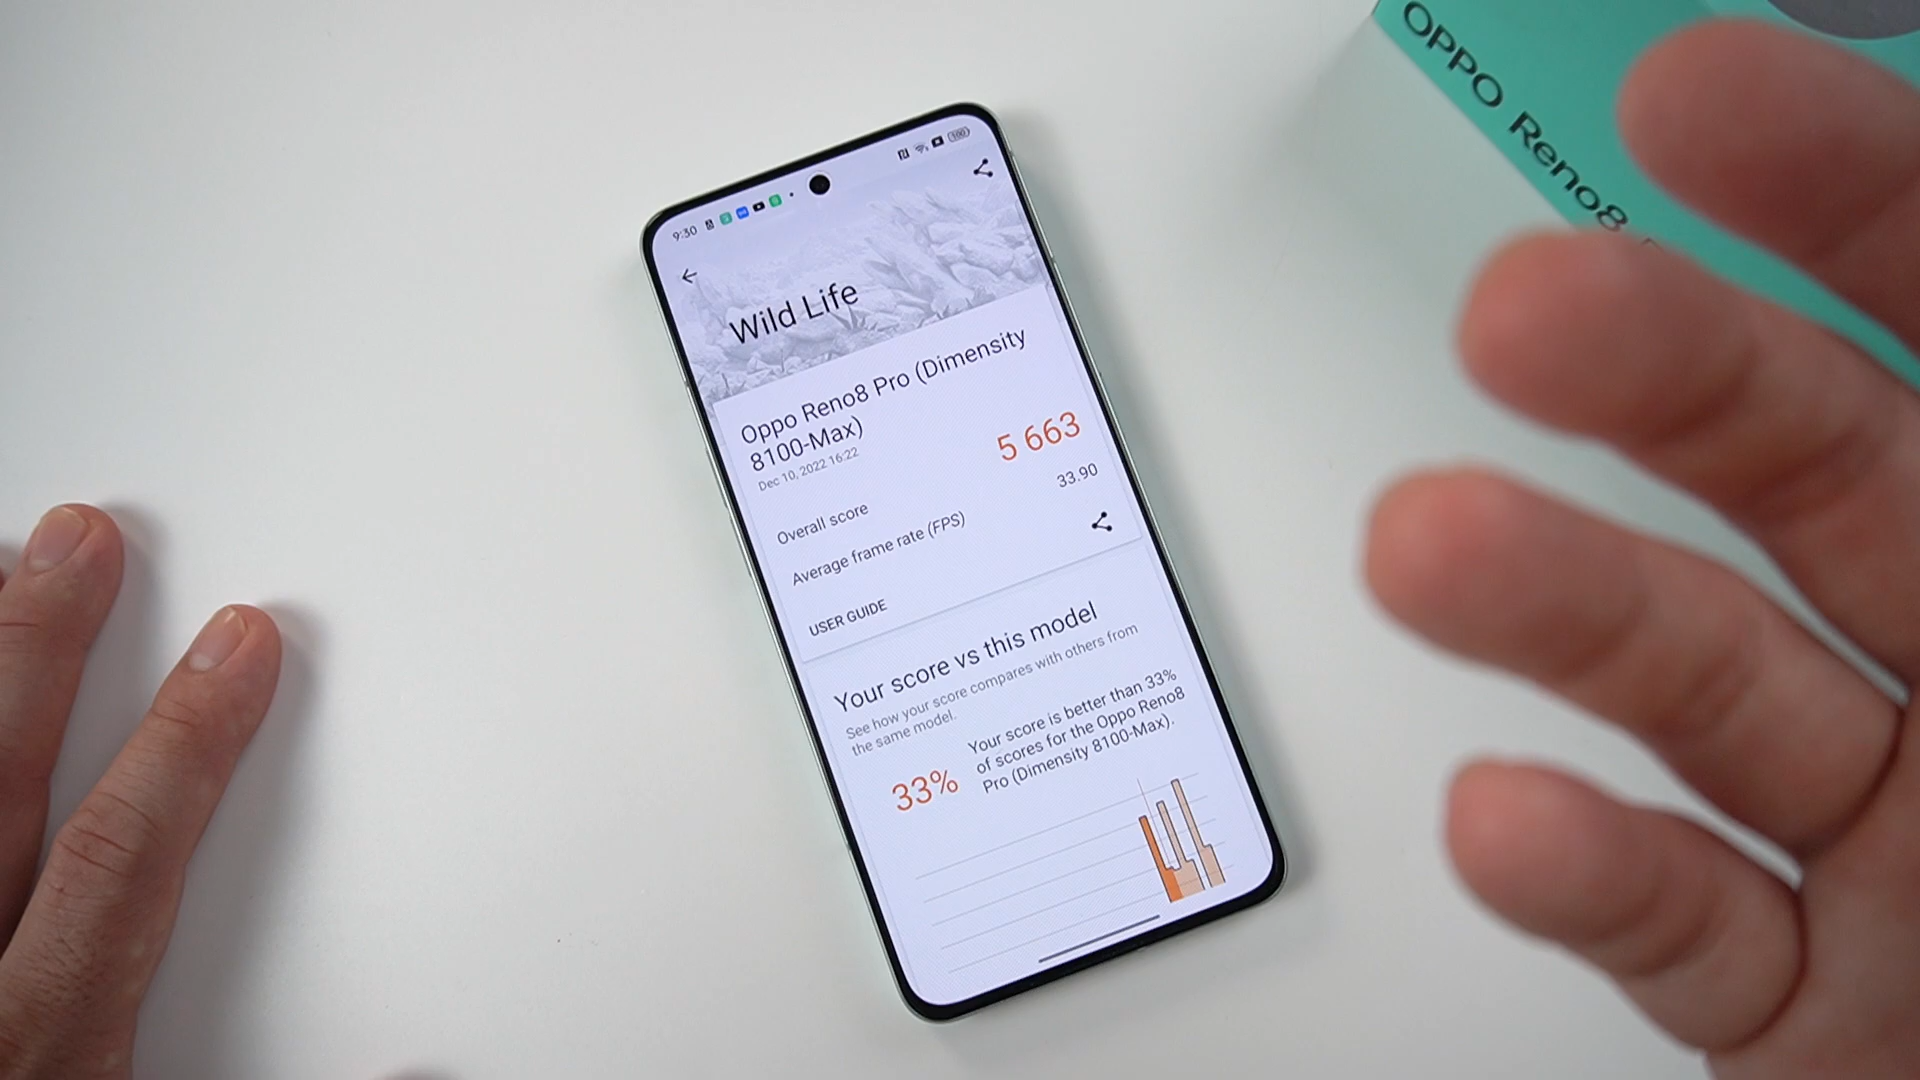 OPPO Reno8
9:30
100
Wild Life
Oppo Reno8 Pro (Dimensity
8100-Max)
Dec 10, 2022 16:22
5 663
Overall score
33.90
Average frame rate (FPS)
USER GUIDE
Your score vs this model
See how your score compares with others from
the same model.
33%
Your score is better than 33%
of scores for the Oppo Reno8
Pro (Dimensity 8100-Max).